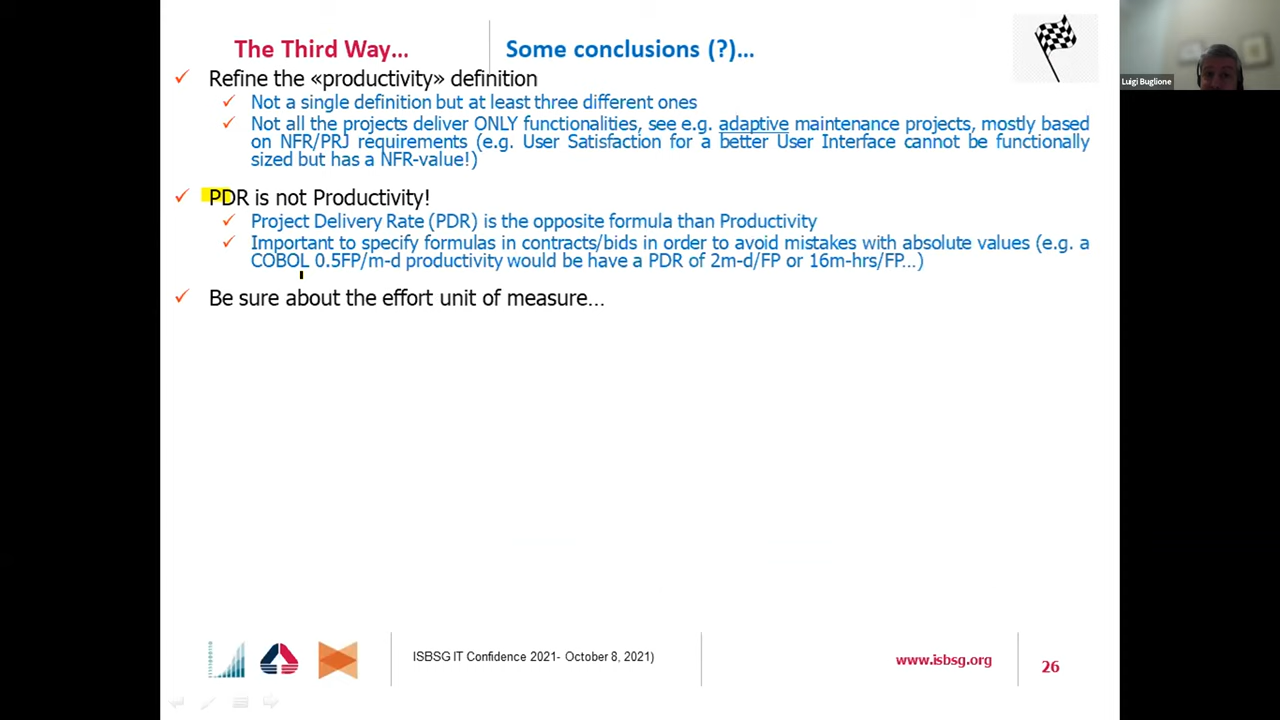 The Third Way... Some conclusions (?)...
Luigi Buglione
Refine the «productivity» definition
Not a single definition but at least three different ones
Not all the projects deliver ONLY functionalities, see e.g. adaptive maintenance projects, mostly based
on NFR/PRJ requirements (e.g. User Satisfaction for a better User Interface cannot be functionally
sized but has a NFR-value!)
PDR is not Productivity!
Project Delivery Rate (PDR) is the opposite formula than Productivity
Important to specify formulas in contracts/bids in order to avoid mistakes with absolute values (e.g. a
COBOL 0.5FP/m-d productivity would be have a PDR of 2m-d/FP or 16m-hrs/FP...)
Be sure about the effort unit of measure...
ISBSG IT Confidence 2021- October 8, 2021)
www.isbsg.org
26